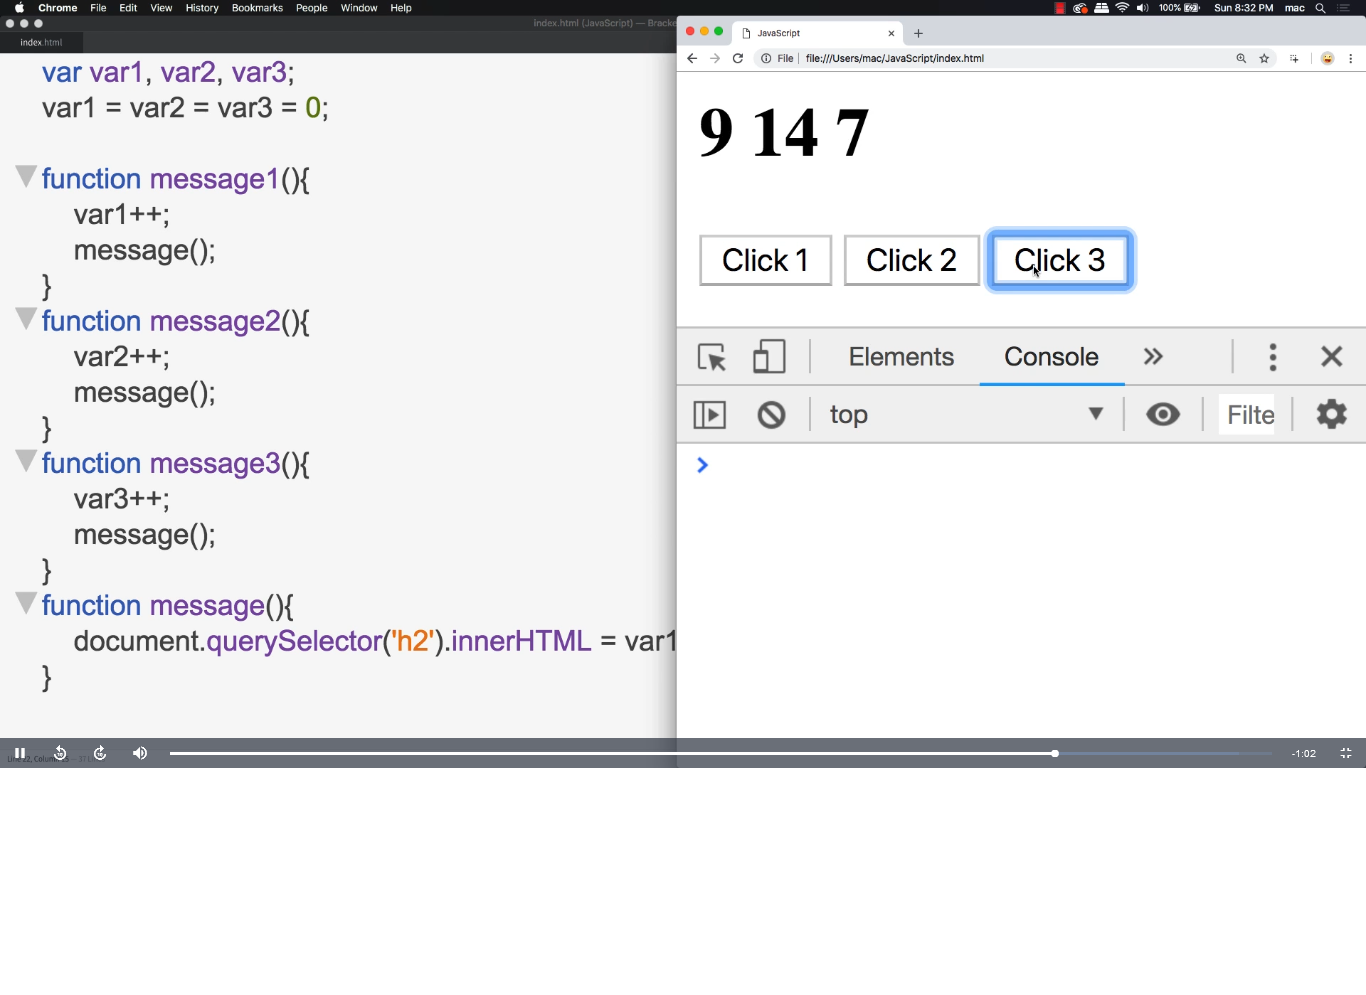 Chrome File Edit View History Bookmarks People Window Help
100%
Sun 8:32 PM mac
index.html (JavaScript) — Bracke
index.html
var var1, var2, var3;
var1 = var2 = var3 = 0;
function message1(){
var1++;
message();
}
function message2(){
var2++;
message();
}
function message3(){
var3++;
message();
}
function message(){
document.querySelector('h2').innerHTML = var1
}
JavaScript
File file:///Users/mac/JavaScript/index.html
9 14 7
Click 1 Click 2 Click 3
Elements Console
top Filte
-1:02